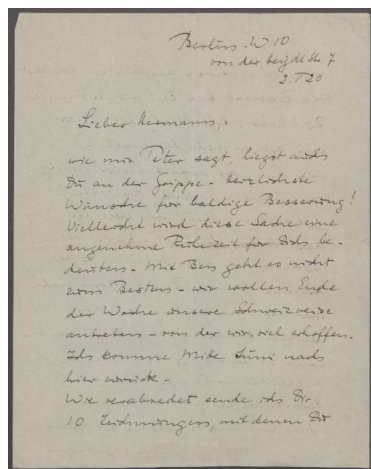 Berlin. W 10
von der Heydt Str. 7
2. V 20
Lieber Hermann,
wie mir Peter sagt, liegst auch
Du an der Grippe - herzlichste
Wünsche für baldige Besserung!
Vielleicht wird diese Sache eine
angenehme Ruhezeit für Dich be-
deuten - Mit Ben geht es nicht
zum Besten - wir wollen Ende
der Woche unsere Schweizreise
antreten - von der wir viel erhoffen.
Ich komme Mitte Juni nach
hier zurück -
Wie verabredet sende ich Dir
10 Zeichnungen, mit denen Du